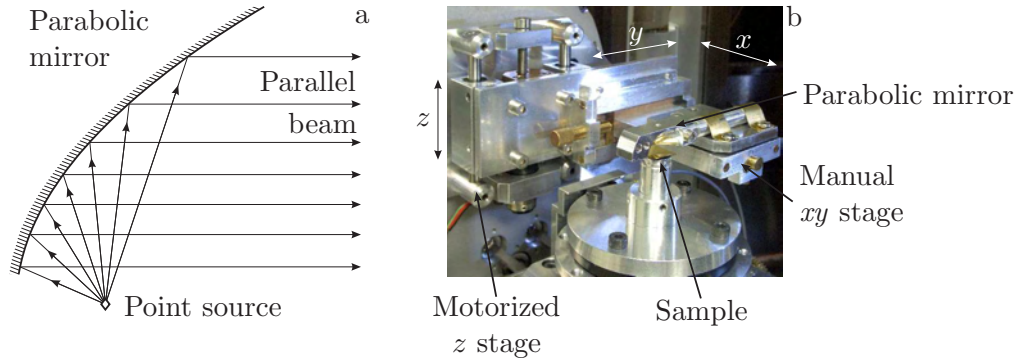 Parabolic
mirror
a
Parallel
beam
Point source
b
y
x
z
Parabolic mirror
Manual
xy stage
Motorized
z stage
Sample